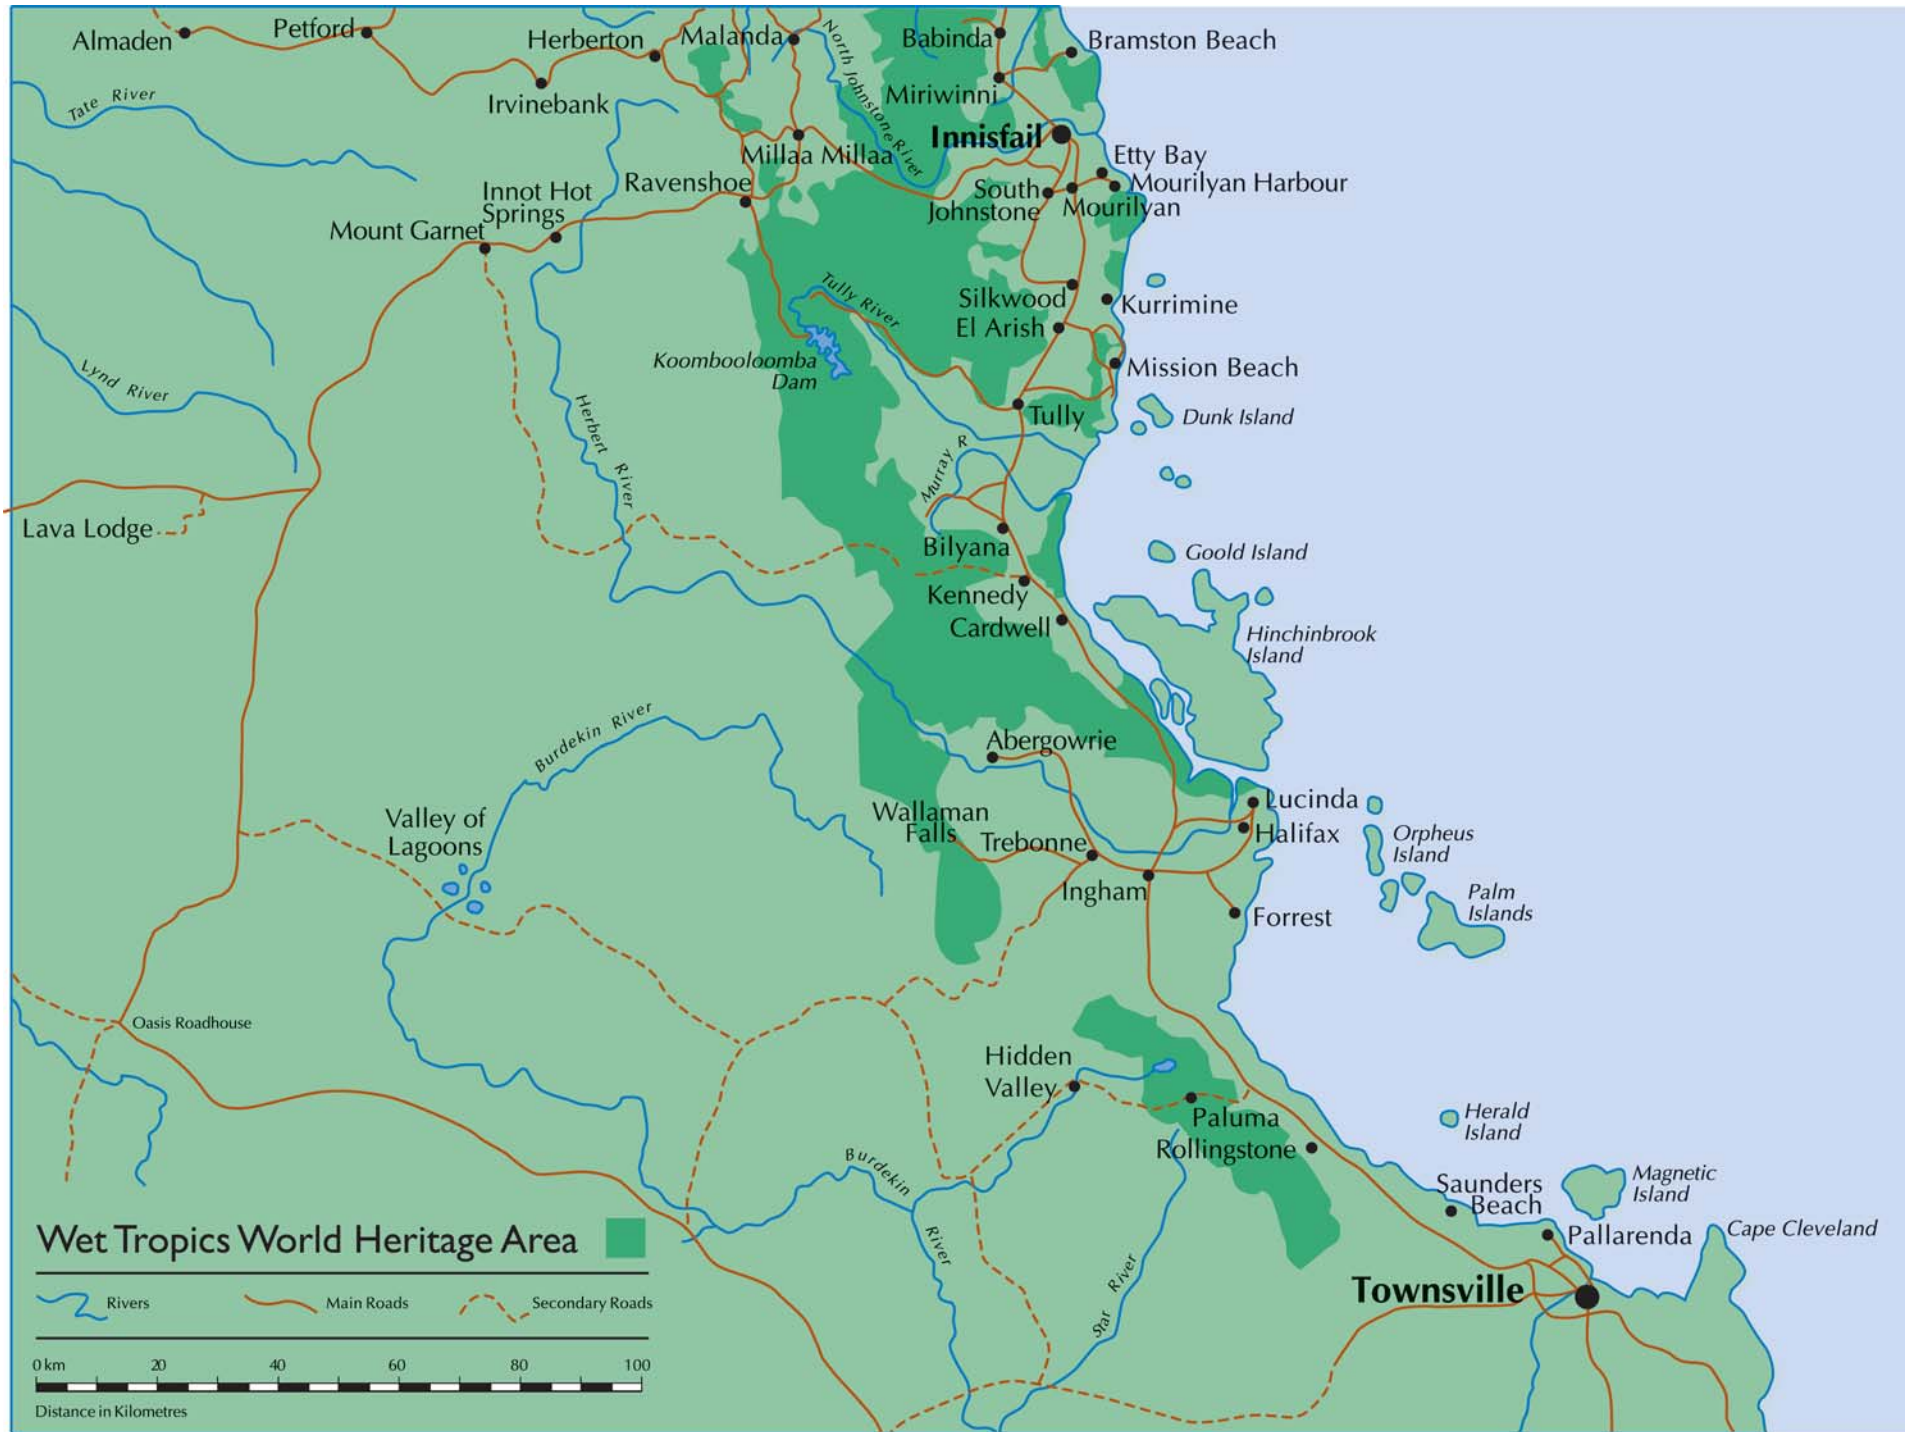 Almaden
Petford
Herberton
Malanda
North Johnstone River
Babinda
Bramston Beach
Tate River
Irvinebank
Miriwinni
Innisfail
Millaa Millaa
Etty Bay
Innot Hot
Springs
Ravenshoe
South
Johnstone
Mourilyan Harbour
Mourilyan
Mount Garnet
Tully River
Silkwood
Kurrimine
El Arish
Koombooloomba
Dam
Mission Beach
Lynd River
Herbert River
Tully
Dunk Island
Murray R
Lava Lodge
Bilyana
Goold Island
Kennedy
Cardwell
Hinchinbrook
Island
Burdekin River
Abergowrie
Valley of
Lagoons
Wallaman
Falls
Lucinda
Trebonne
Halifax
Orpheus
Island
Ingham
Forrest
Palm
Islands
Oasis Roadhouse
Hidden
Valley
Paluma
Herald
Island
Rollingstone
Burdekin
River
Saunders
Beach
Magnetic
Island
Pallarenda
Cape Cleveland
Star River
Townsville
Wet Tropics World Heritage Area
Rivers
Main Roads
Secondary Roads
0 km 20 40 60 80 100
Distance in Kilometres